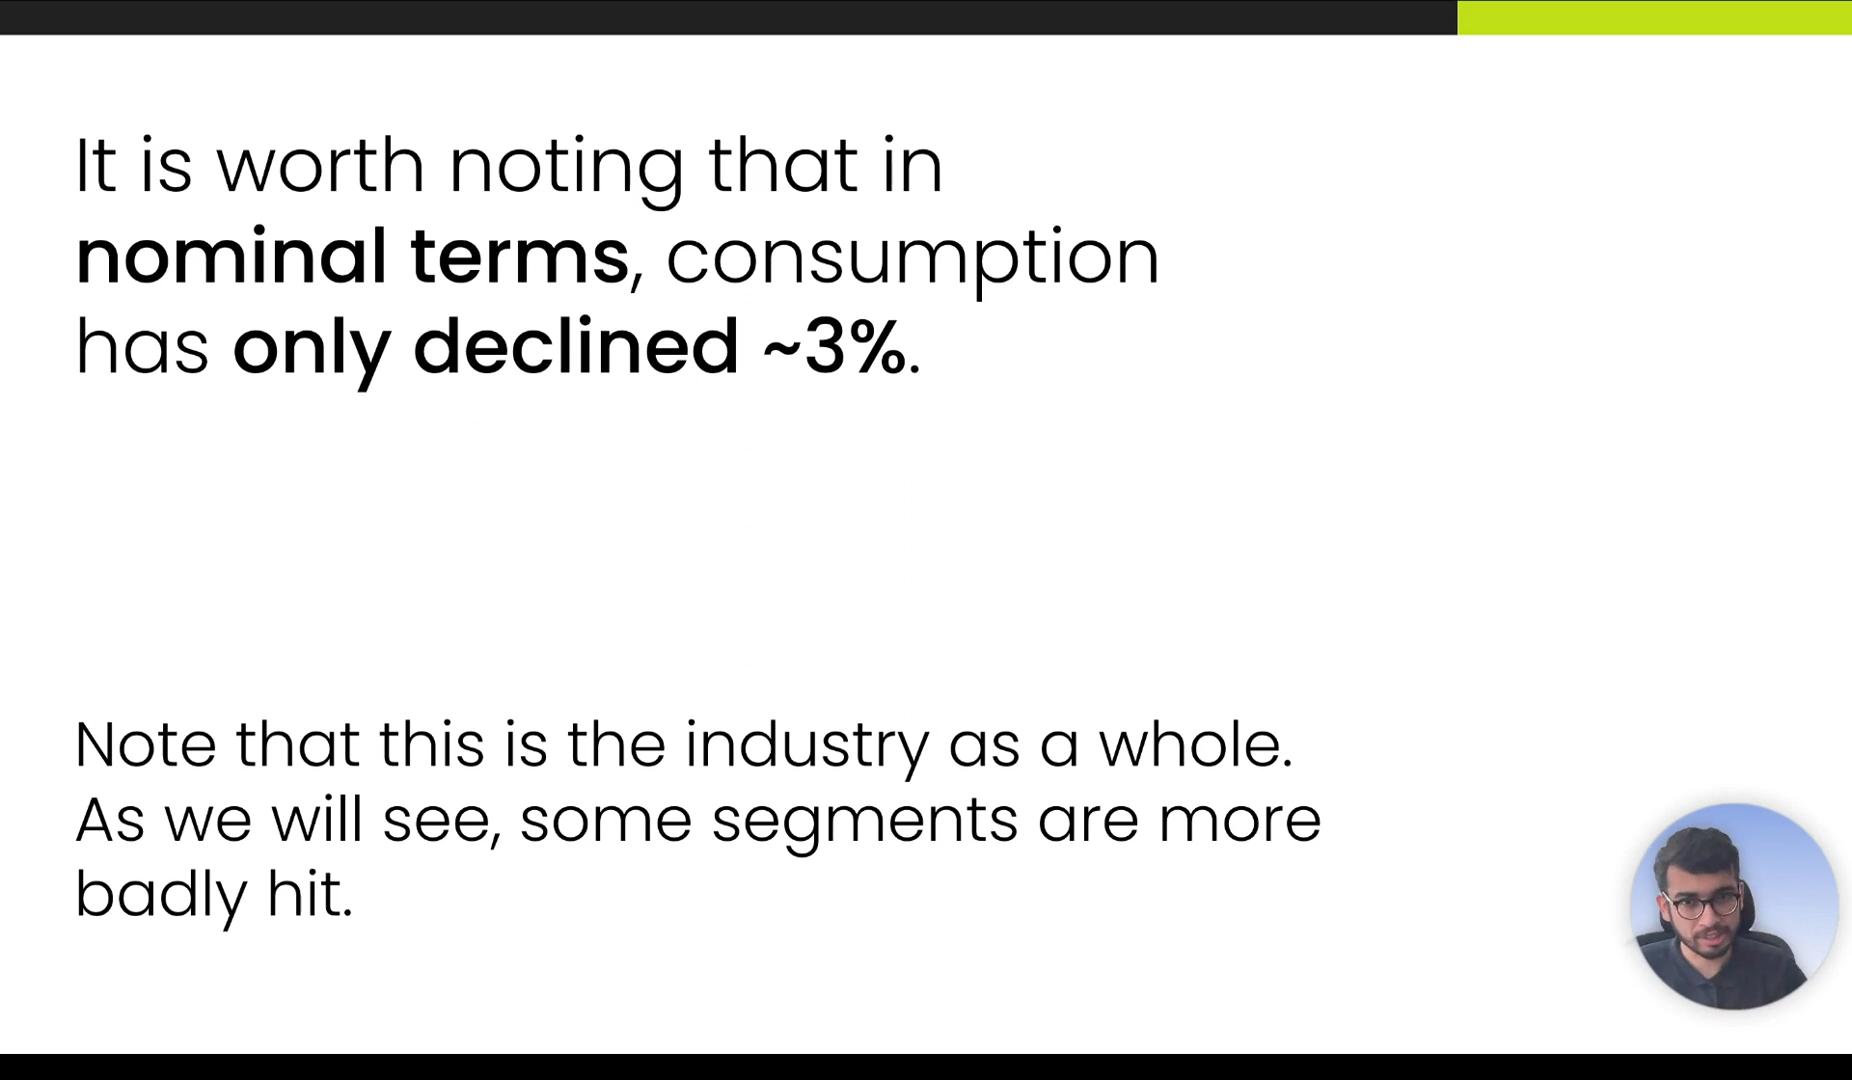 It is worth noting that in
nominal terms, consumption
has only declined ~3%.
Note that this is the industry as a whole.
As we will see, some segments are more
badly hit.